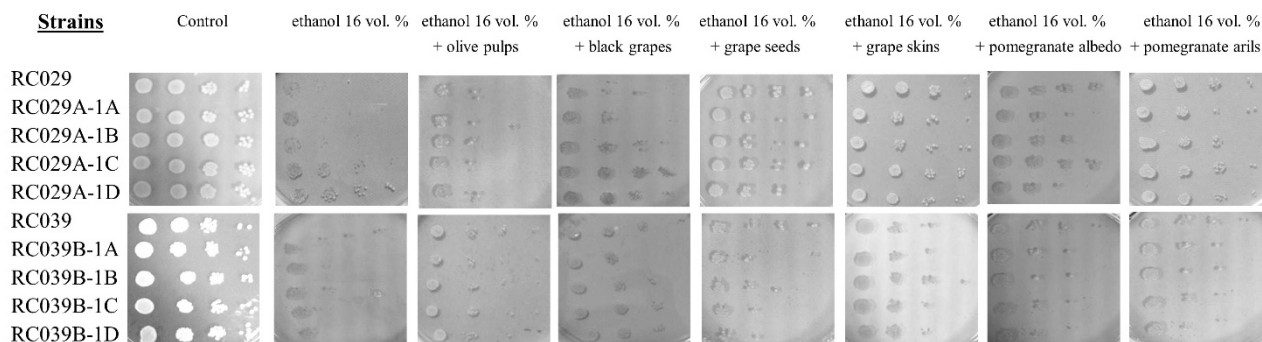 Strains
Control
ethanol 16 vol. %
ethanol 16 vol. %
+ olive pulps
ethanol 16 vol. %
+ black grapes
ethanol 16 vol. %
+ grape seeds
ethanol 16 vol. %
+ grape skins
ethanol 16 vol. %
+ pomegranate albedo
ethanol 16 vol. %
+ pomegranate arils
RC029
RC029A-1A
RC029A-1B
RC029A-1C
RC029A-1D
RC039
RC039B-1A
RC039B-1B
RC039B-1C
RC039B-1D